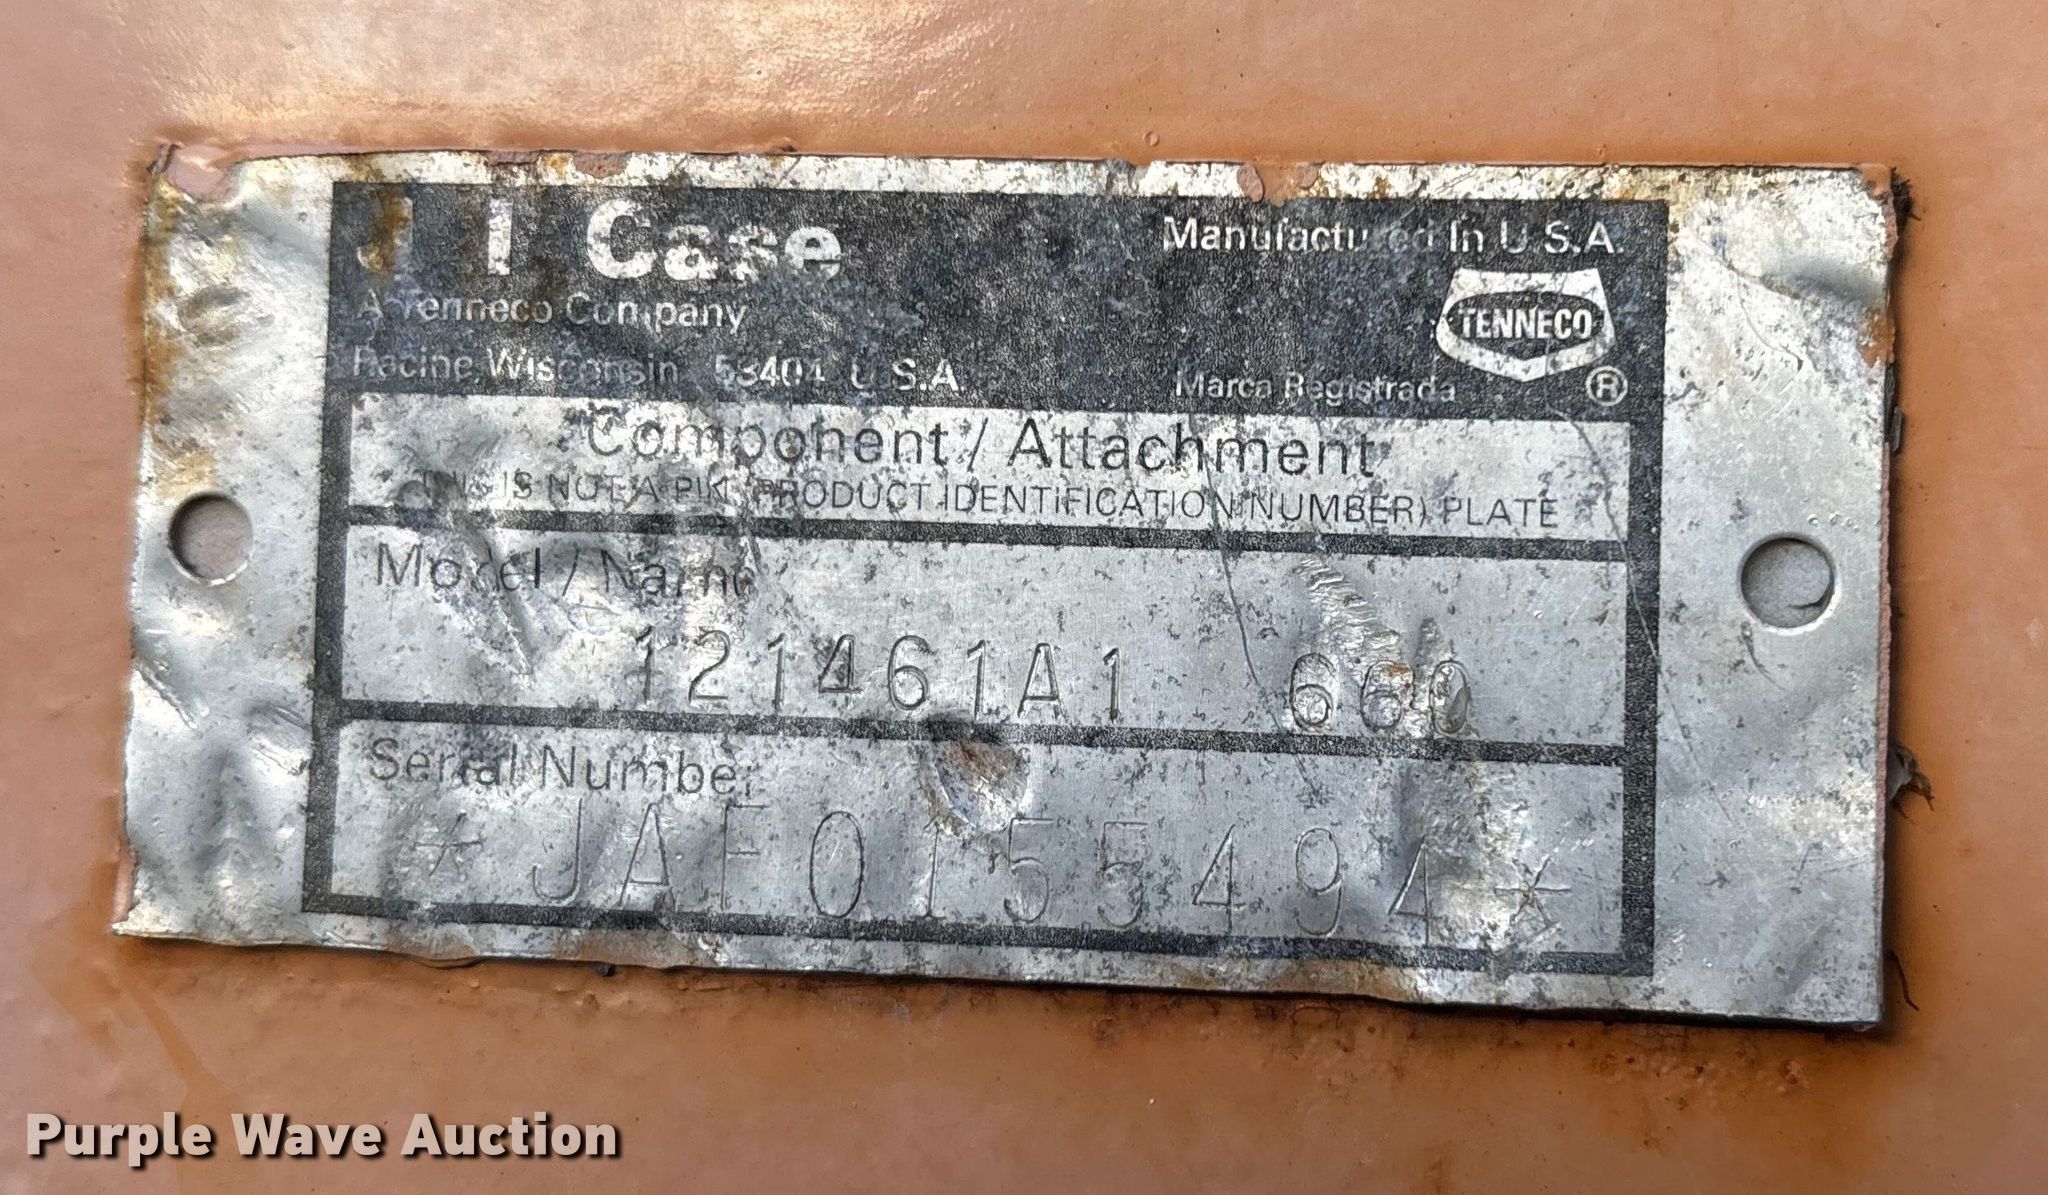 J I Case
Manufactured In U.S.A.
A Tenneco Company
TENNECO
Racine, Wisconsin 53404 U.S.A.
Marca Registrada ®
Component / Attachment
THIS IS NOT A PIN (PRODUCT IDENTIFICATION NUMBER) PLATE
Model / Name
121461A1 660
Serial Number
*JAF0155494*
Purple Wave Auction